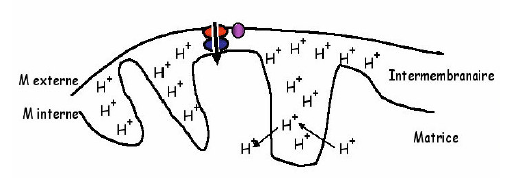 H⁺ H⁺ H⁺ H⁺
H⁺ H⁺ H⁺
M externe H⁺ H⁺ H⁺ Intermembranaire
M interne H⁺ H⁺ H⁺
H⁺ H⁺
H⁺ H⁺ H⁺ Matrice